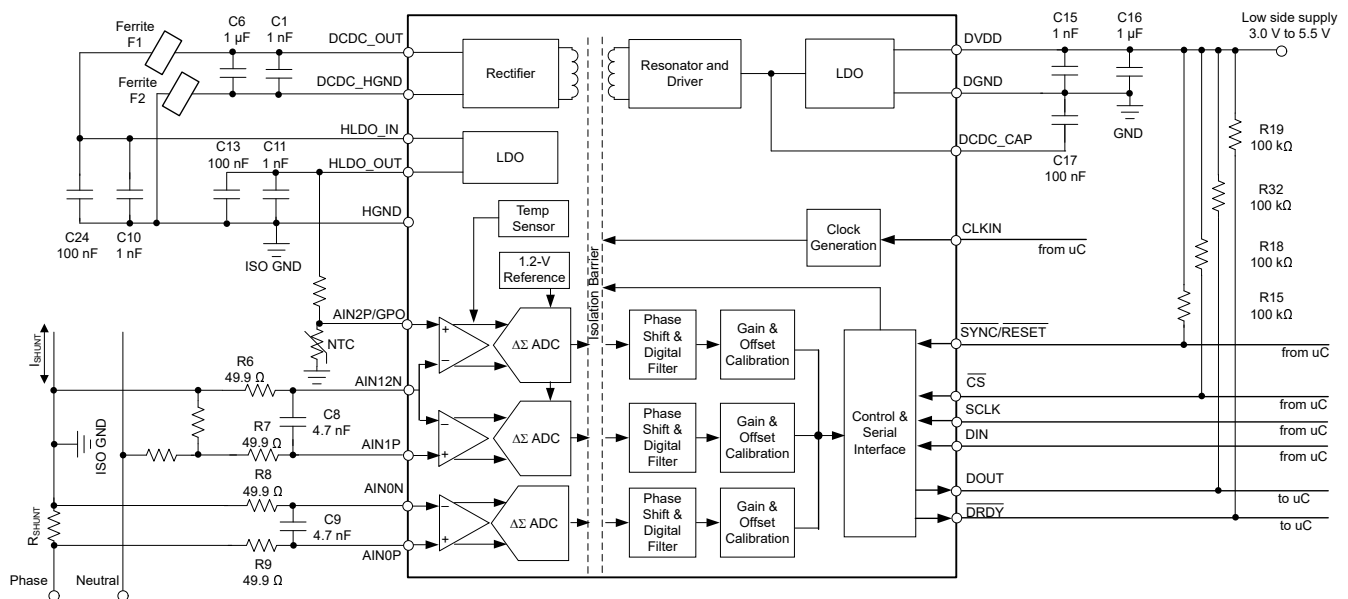 Ferrite
F1
C6
1 µF
C1
1 nF
DCDC_OUT
Ferrite
F2
DCDC_HGND
HLDO_IN
C13
100 nF
C11
1 nF
HLDO_OUT
HGND
C24
100 nF
C10
1 nF
ISO GND
Rectifier
LDO
Temp
Sensor
1.2-V
Reference
Isolation Barrier
Resonator and
Driver
LDO
Clock
Generation
DVDD
DGND
DCDC_CAP
CLKIN
from uC
C15
1 nF
C16
1 µF
GND
C17
100 nF
Low side supply
3.0 V to 5.5 V
R19
100 kΩ
R32
100 kΩ
R18
100 kΩ
R15
100 kΩ
AIN2P/GPO
NTC
ISHUNT
R6
49.9 Ω
AIN12N
C8
4.7 nF
R7
49.9 Ω
AIN1P
ISO GND
R8
49.9 Ω
AIN0N
C9
4.7 nF
RSHUNT
AIN0P
R9
49.9 Ω
Phase
Neutral
+
−
ΔΣ ADC
−
+
ΔΣ ADC
−
+
ΔΣ ADC
Phase
Shift &
Digital
Filter
Gain &
Offset
Calibration
Phase
Shift &
Digital
Filter
Gain &
Offset
Calibration
Phase
Shift &
Digital
Filter
Gain &
Offset
Calibration
Control &
Serial
Interface
SYNC/RESET
from uC
CS
from uC
SCLK
from uC
DIN
from uC
DOUT
to uC
DRDY
to uC